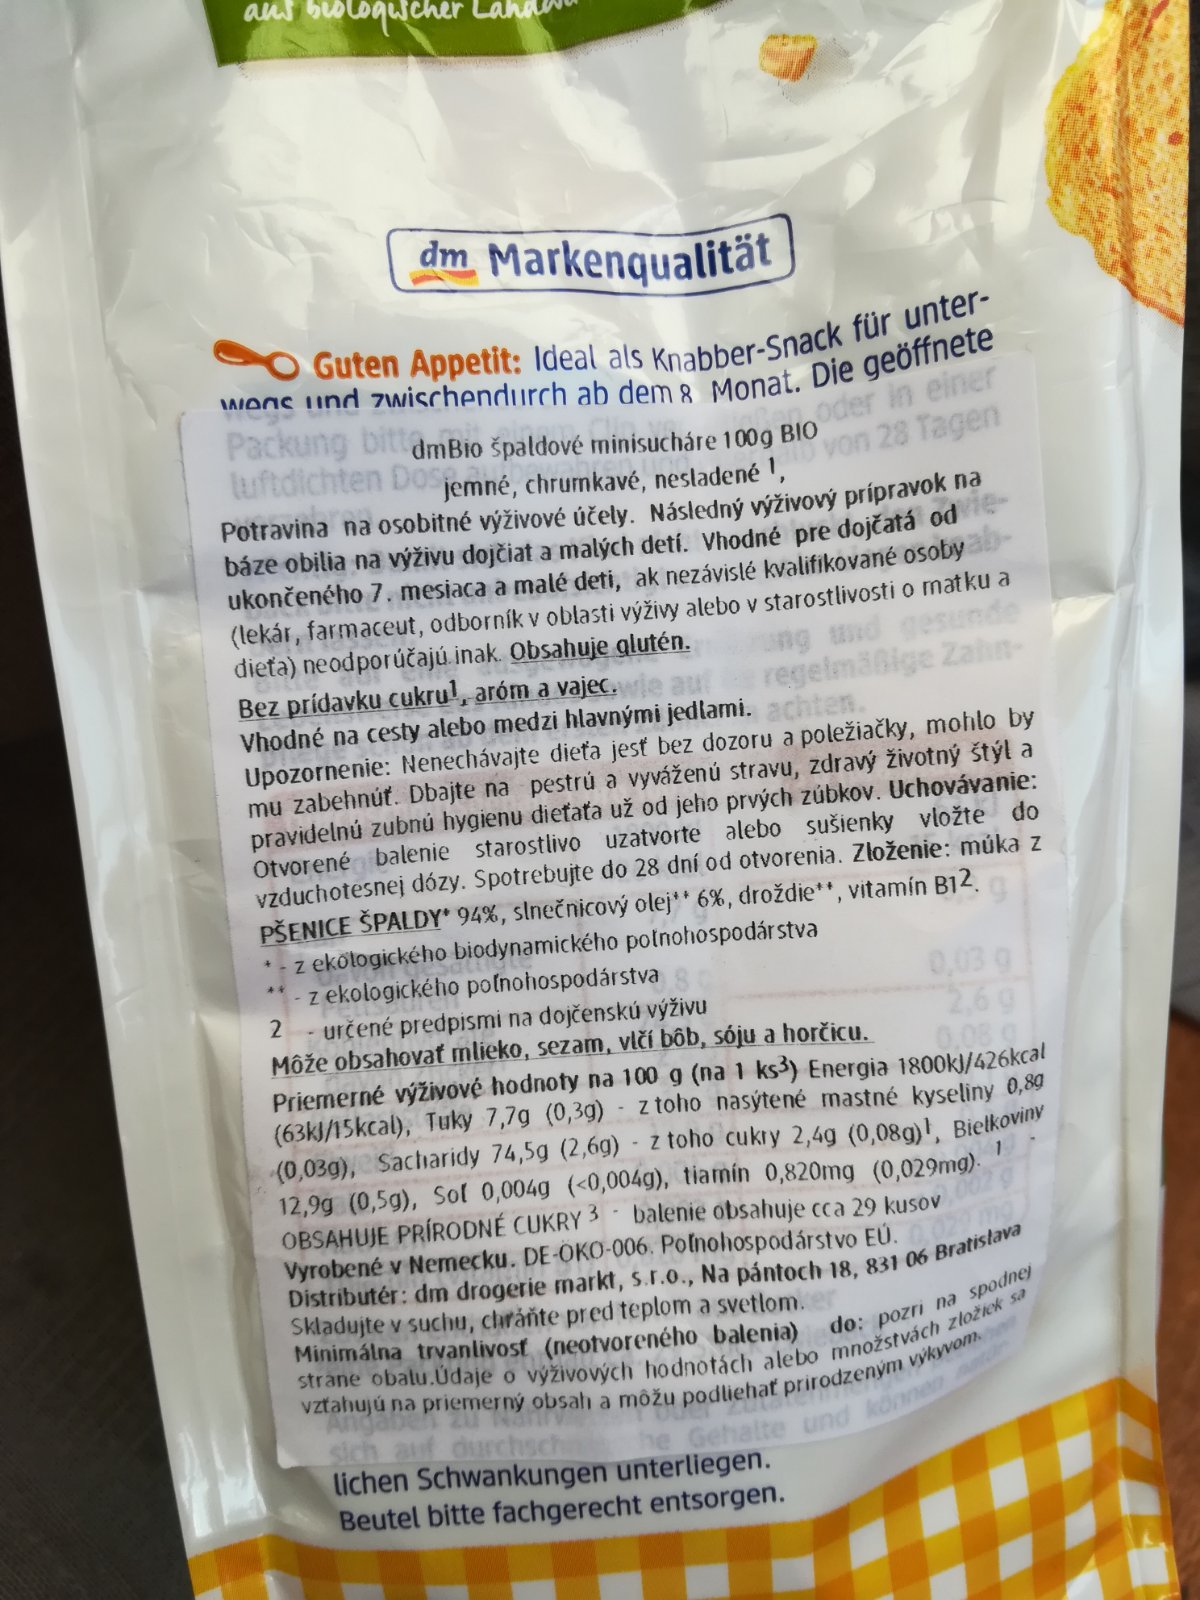 aus biologischer
dm Markenqualität
Guten Appetit: Ideal als Knabber-Snack für unter-
wegs und zwischendurch ab dem 8. Monat. Die geöffnete
Packung bitte mit einem oder in einer
luftdichten Dose von 28 Tagen
dmBio špaldové minisucháre 100g BIO
jemné, chrumkavé, nesladené 1,
Potravina na osobitné výživové účely. Následný výživový prípravok na
báze obilia na výživu dojčiat a malých detí. Vhodné pre dojčatá od
ukončeného 7. mesiaca a malé deti, ak nezávislé kvalifikované osoby
(lekár, farmaceut, odborník v oblasti výživy alebo v starostlivosti o matku a
dieťa) neodporúčajú inak. Obsahuje glutén.
Bez prídavku cukru1, aróm a vajec.
Vhodné na cesty alebo medzi hlavnými jedlami.
Upozornenie: Nenechávajte dieťa jesť bez dozoru a poležiačky, mohlo by
mu zabehnúť. Dbajte na pestrú a vyváženú stravu, zdravý životný štýl a
pravidelnú zubnú hygienu dieťaťa už od jeho prvých zúbkov. Uchovávanie:
Otvorené balenie starostlivo uzatvorte alebo sušienky vložte do
vzduchotesnej dózy. Spotrebujte do 28 dní od otvorenia. Zloženie: múka z
PŠENICE ŠPALDY* 94%, slnečnicový olej** 6%, droždie**, vitamín B12.
* - z ekologického biodynamického poľnohospodárstva
** - z ekologického poľnohospodárstva
2 - určené predpismi na dojčenskú výživu
Môže obsahovať mlieko, sezam, vlčí bôb, sóju a horčicu.
Priemerné výživové hodnoty na 100 g (na 1 ks3) Energia 1800kJ/426kcal
(63kJ/15kcal), Tuky 7,7g (0,3g) - z toho nasýtené mastné kyseliny 0,8g
(0,03g), Sacharidy 74,5g (2,6g) - z toho cukry 2,4g (0,08g)1, Bielkoviny
12,9g (0,5g), Soľ 0,004g (<0,004g), tiamín 0,820mg (0,029mg). 1 -
OBSAHUJE PRÍRODNÉ CUKRY 3 - balenie obsahuje cca 29 kusov
Vyrobené v Nemecku. DE-ÖKO-006. Poľnohospodárstvo EÚ.
Distributér: dm drogerie markt, s.r.o., Na pántoch 18, 831 06 Bratislava
Skladujte v suchu, chráňte pred teplom a svetlom.
Minimálna trvanlivosť (neotvoreného balenia) do: pozri na spodnej
strane obalu.Údaje o výživových hodnotách alebo množstvách zložiek sa
vzťahujú na priemerný obsah a môžu podliehať prirodzeným výkyvom.
lichen Schwankungen unterliegen.
Beutel bitte fachgerecht entsorgen.